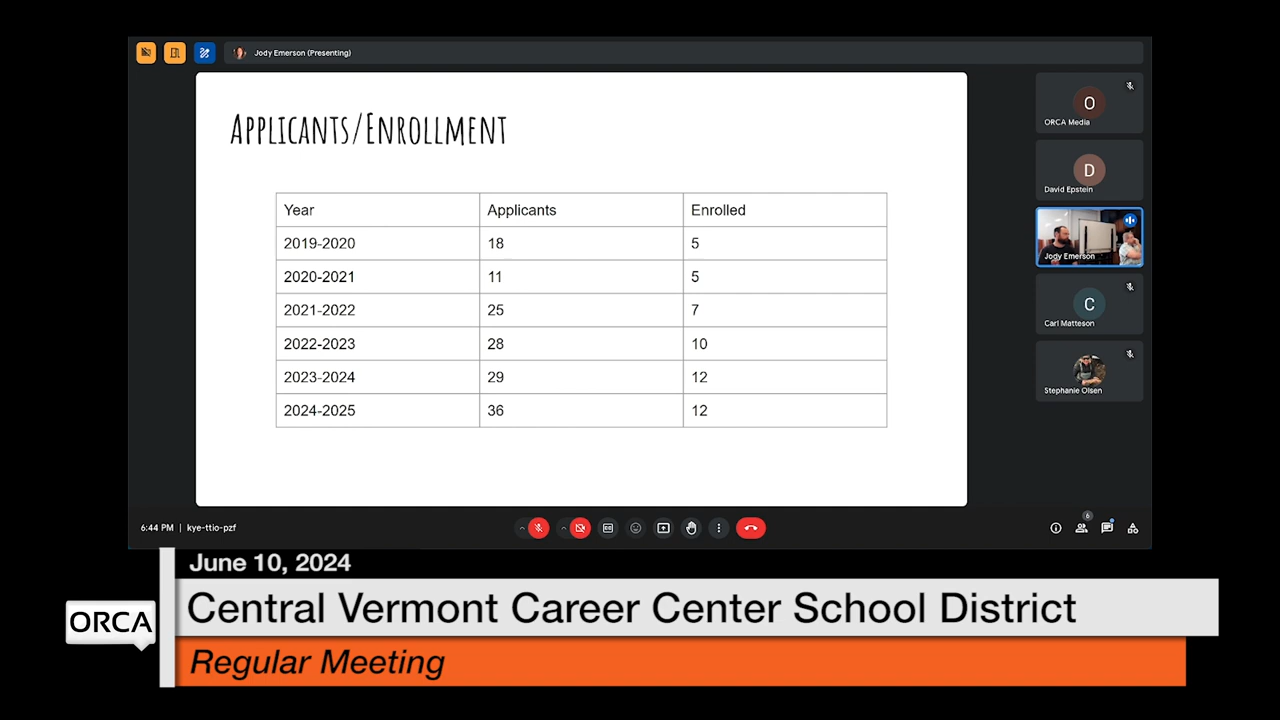 Jody Emerson (Presenting)
APPLICANTS/ENROLLMENT
Year Applicants Enrolled
2019-2020 18 5
2020-2021 11 5
2021-2022 25 7
2022-2023 28 10
2023-2024 29 12
2024-2025 36 12
O
ORCA Media
D
David Epstein
Jody Emerson
C
Carl Matteson
Stephanie Olsen
6:44 PM | kye-ttio-pzf
6
June 10, 2024
Central Vermont Career Center School District
ORCA
Regular Meeting